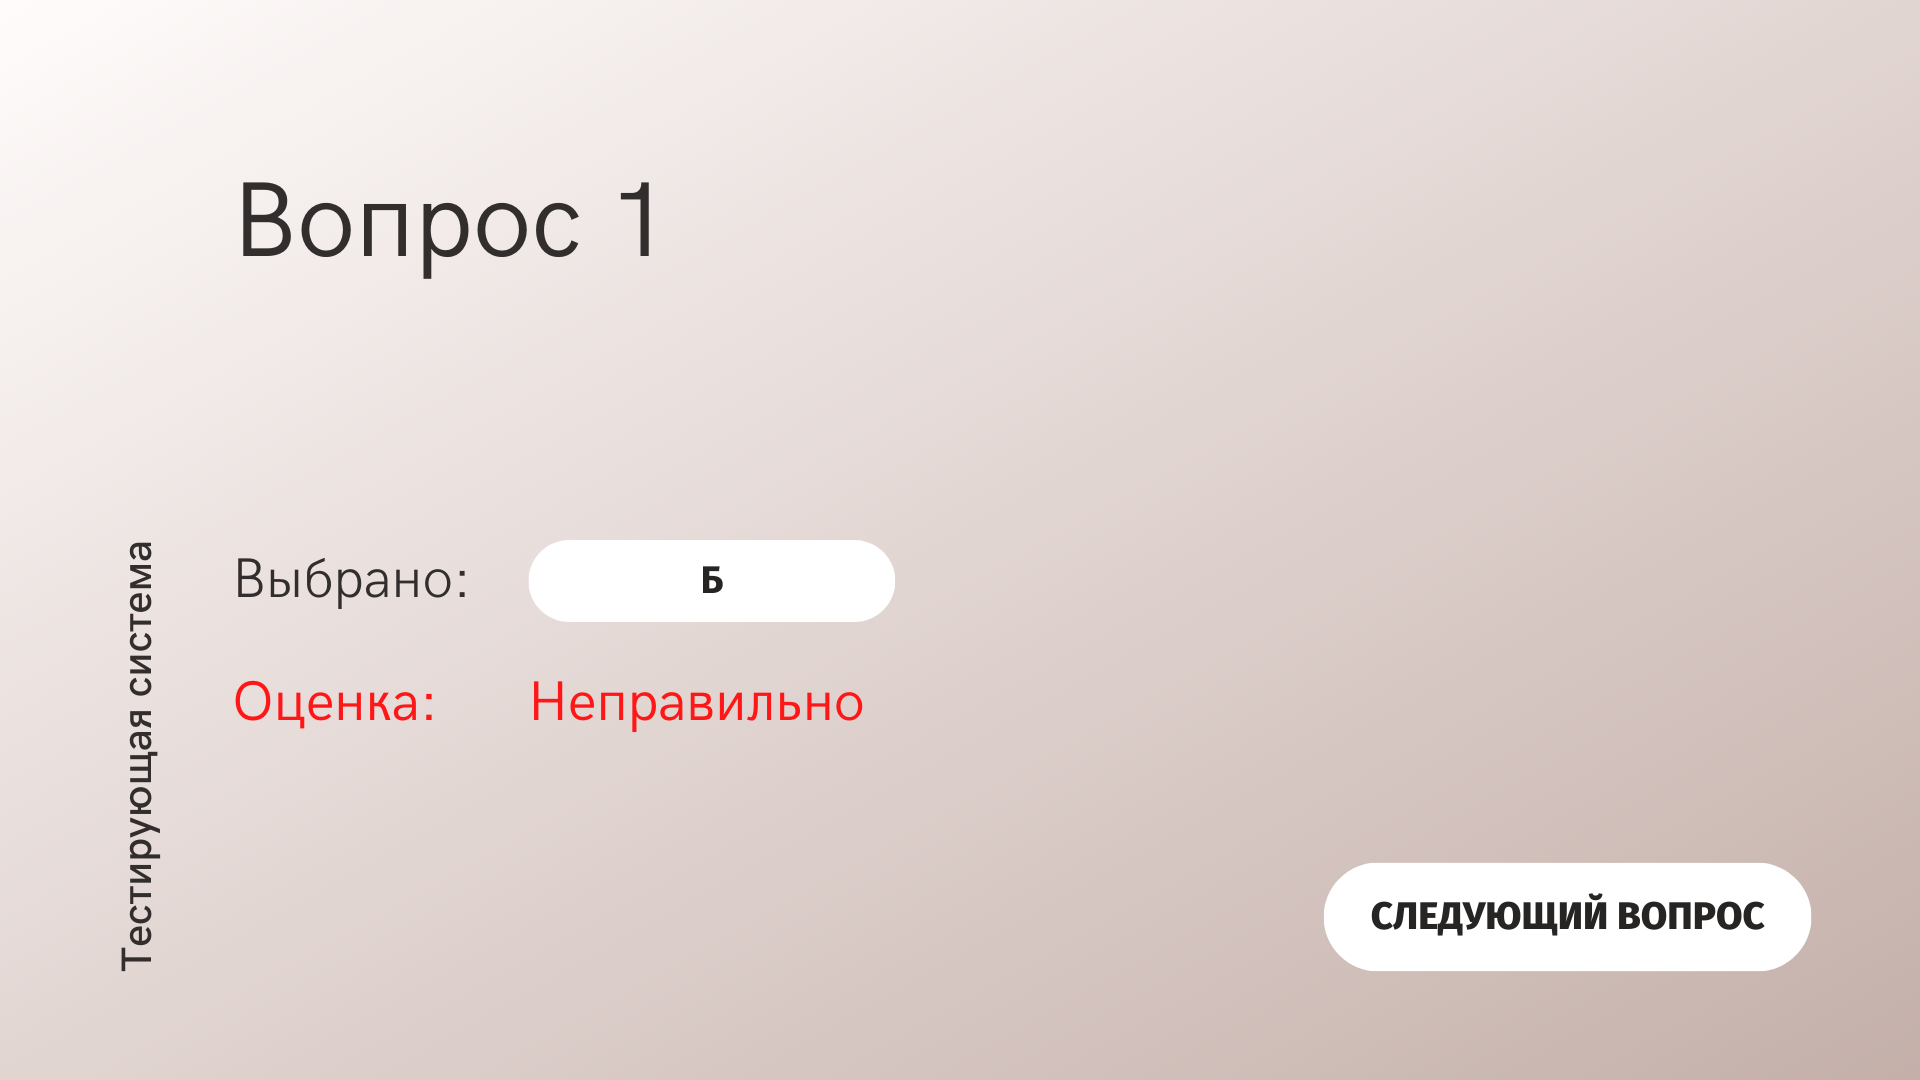 Вопрос 1
Выбрано:
Б
Оценка:
Неправильно
Тестирующая система
СЛЕДУЮЩИЙ ВОПРОС